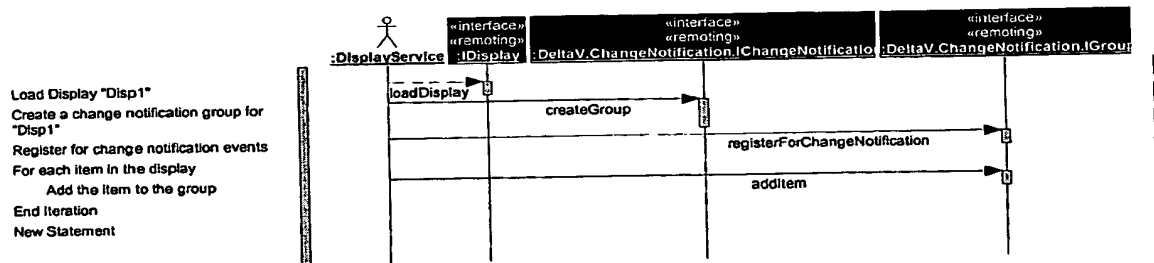 «interface»
«remoting»
:DisplayService
:IDisplay
«interface»
«remoting»
:DeltaV.ChangeNotification.IChangeNotification
«interface»
«remoting»
:DeltaV.ChangeNotification.IGroup
Load Display "Disp1"
loadDisplay
Create a change notification group for
"Disp1"
createGroup
Register for change notification events
registerForChangeNotification
For each item in the display
Add the item to the group
addItem
End Iteration
New Statement